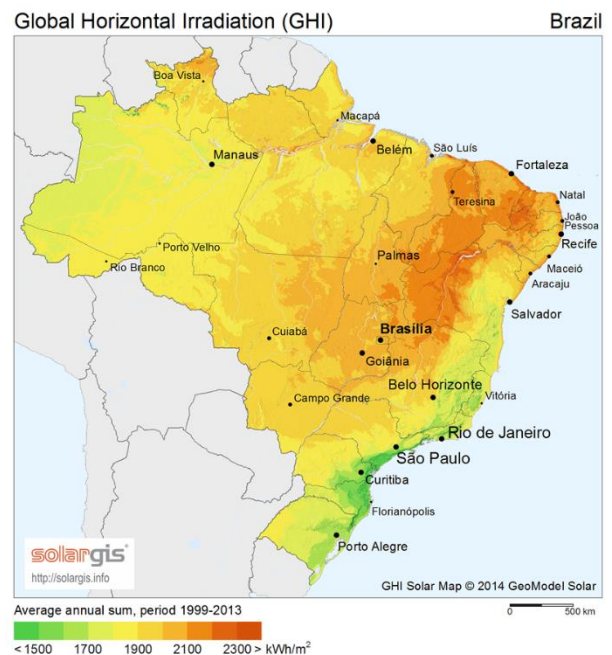 Global Horizontal Irradiation (GHI) Brazil
Boa Vista
Macapá
Belém
São Luís
Manaus
Fortaleza
Teresina
Natal
João
Pessoa
Recife
Porto Velho
Palmas
Rio Branco
Maceió
Aracaju
Salvador
Brasília
Cuiabá
Goiânia
Belo Horizonte
Vitória
Campo Grande
Rio de Janeiro
São Paulo
Curitiba
Florianópolis
Porto Alegre
solargis®
http://solargis.info
GHI Solar Map © 2014 GeoModel Solar
Average annual sum, period 1999-2013
0 500 km
< 1500 1700 1900 2100 2300 > kWh/m²